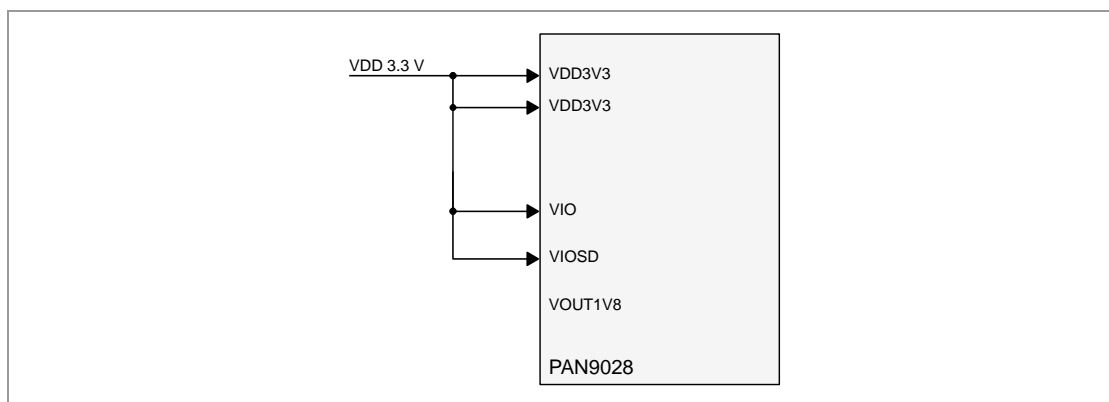 VDD 3.3 V
VDD3V3
VDD3V3
VIO
VIOSD
VOUT1V8
PAN9028